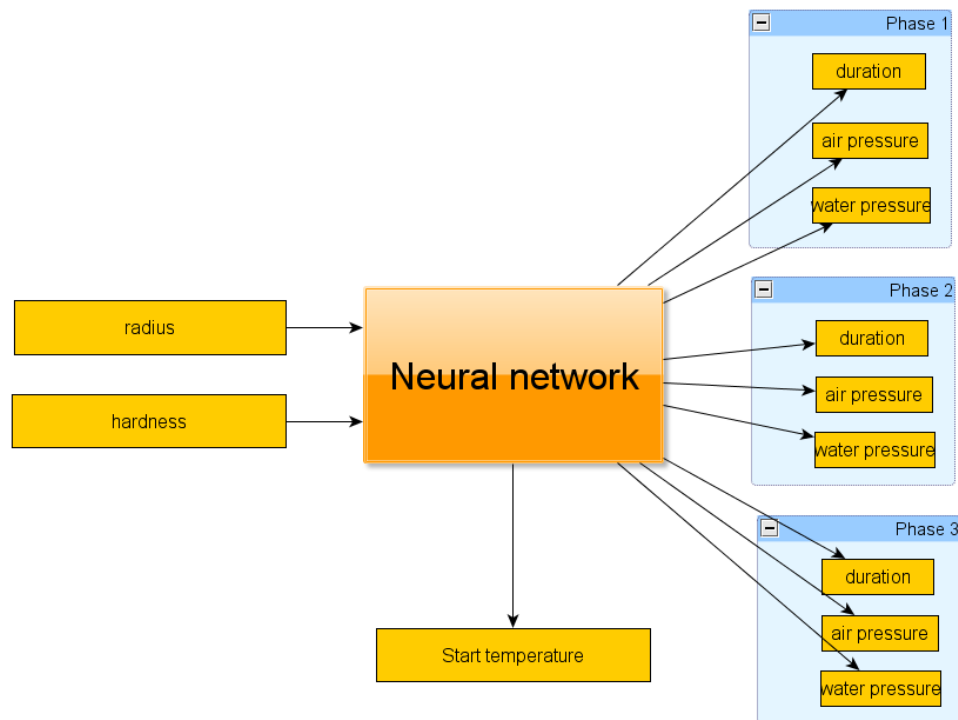 Phase 1
duration
air pressure
water pressure
radius
hardness
Neural network
Phase 2
duration
air pressure
water pressure
Phase 3
duration
air pressure
water pressure
Start temperature